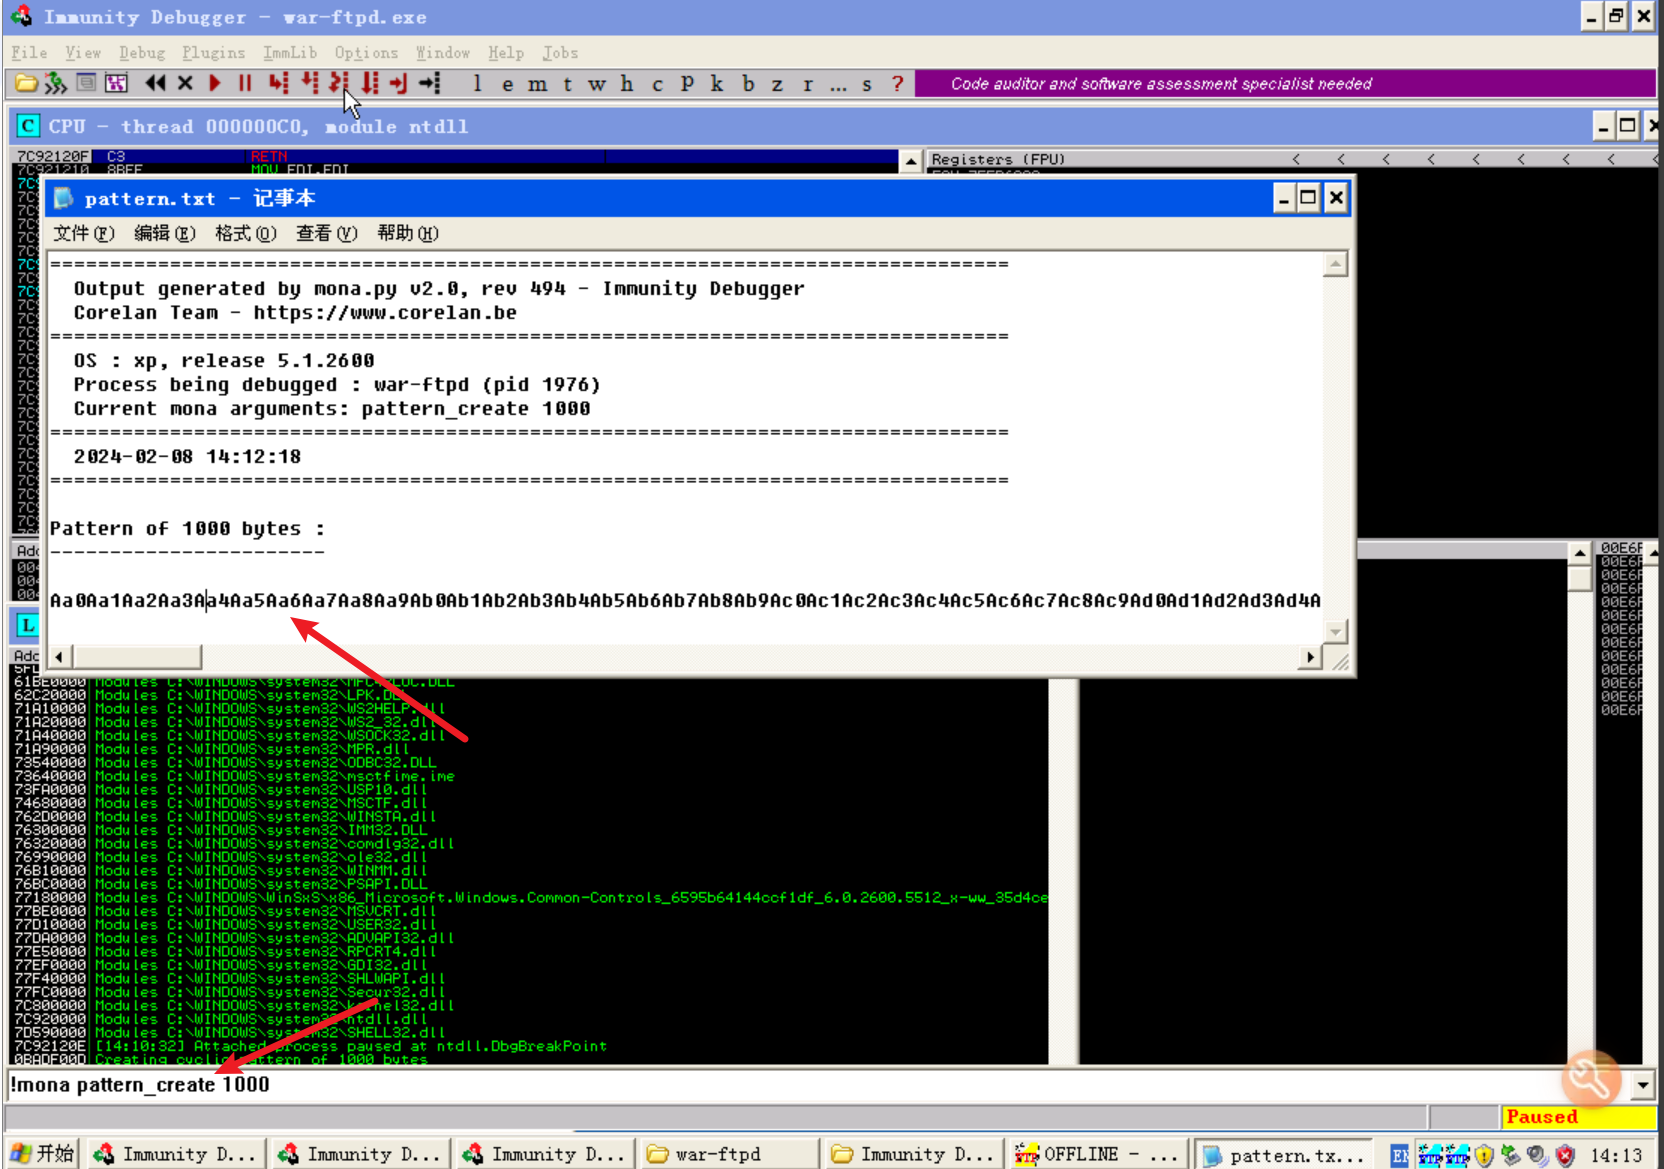 Immunity Debugger - war-ftpd.exe
File View Debug Plugins ImmLib Options Window Help Jobs
l e m t w h c P k b z r ... s ?
Code auditor and software assessment specialist needed
C CPU - thread 000000C0, module ntdll
7C92120F C3 RETN
7C921210 8BFF MOV EDI,EDI
Registers (FPU)
pattern.txt - 记事本
文件(F) 编辑(E) 格式(O) 查看(V) 帮助(H)
================================================================================
Output generated by mona.py v2.0, rev 494 - Immunity Debugger
Corelan Team - https://www.corelan.be
================================================================================
OS : xp, release 5.1.2600
Process being debugged : war-ftpd (pid 1976)
Current mona arguments: pattern_create 1000
================================================================================
2024-02-08 14:12:18
================================================================================
Pattern of 1000 bytes :
-----------------------
Aa0Aa1Aa2Aa3Aa4Aa5Aa6Aa7Aa8Aa9Ab0Ab1Ab2Ab3Ab4Ab5Ab6Ab7Ab8Ab9Ac0Ac1Ac2Ac3Ac4Ac5Ac6Ac7Ac8Ac9Ad0Ad1Ad2Ad3Ad4A
L
61BE0000 Modules C:\WINDOWS\system32\MFC42LOC.DLL
62C20000 Modules C:\WINDOWS\system32\LPK.DLL
71A10000 Modules C:\WINDOWS\system32\WS2HELP.dll
71A20000 Modules C:\WINDOWS\system32\WS2_32.dll
71A40000 Modules C:\WINDOWS\system32\WSOCK32.dll
71A90000 Modules C:\WINDOWS\system32\MPR.dll
73540000 Modules C:\WINDOWS\system32\ODBC32.DLL
73640000 Modules C:\WINDOWS\system32\msctfime.ime
73FA0000 Modules C:\WINDOWS\system32\USP10.dll
74680000 Modules C:\WINDOWS\system32\MSCTF.dll
762D0000 Modules C:\WINDOWS\system32\WINSTA.dll
76300000 Modules C:\WINDOWS\system32\IMM32.DLL
76320000 Modules C:\WINDOWS\system32\comdlg32.dll
76990000 Modules C:\WINDOWS\system32\ole32.dll
76B10000 Modules C:\WINDOWS\system32\WINMM.dll
76BC0000 Modules C:\WINDOWS\system32\PSAPI.DLL
77180000 Modules C:\WINDOWS\WinSxS\x86_Microsoft.Windows.Common-Controls_6595b64144ccf1df_6.0.2600.5512_x-ww_35d4ce
77BE0000 Modules C:\WINDOWS\system32\MSVCRT.dll
77D10000 Modules C:\WINDOWS\system32\USER32.dll
77DA0000 Modules C:\WINDOWS\system32\ADVAPI32.dll
77E50000 Modules C:\WINDOWS\system32\RPCRT4.dll
77EF0000 Modules C:\WINDOWS\system32\GDI32.dll
77F40000 Modules C:\WINDOWS\system32\SHLWAPI.dll
77FC0000 Modules C:\WINDOWS\system32\Secur32.dll
7C800000 Modules C:\WINDOWS\system32\kernel32.dll
7C920000 Modules C:\WINDOWS\system32\ntdll.dll
7D590000 Modules C:\WINDOWS\system32\SHELL32.dll
7C92120E [14:10:32] Attached process paused at ntdll.DbgBreakPoint
0BADF00D Creating cyclic pattern of 1000 bytes
!mona pattern_create 1000
Paused
开始 Immunity D... Immunity D... Immunity D... war-ftpd Immunity D... OFFLINE - ... pattern.tx... EN 14:13